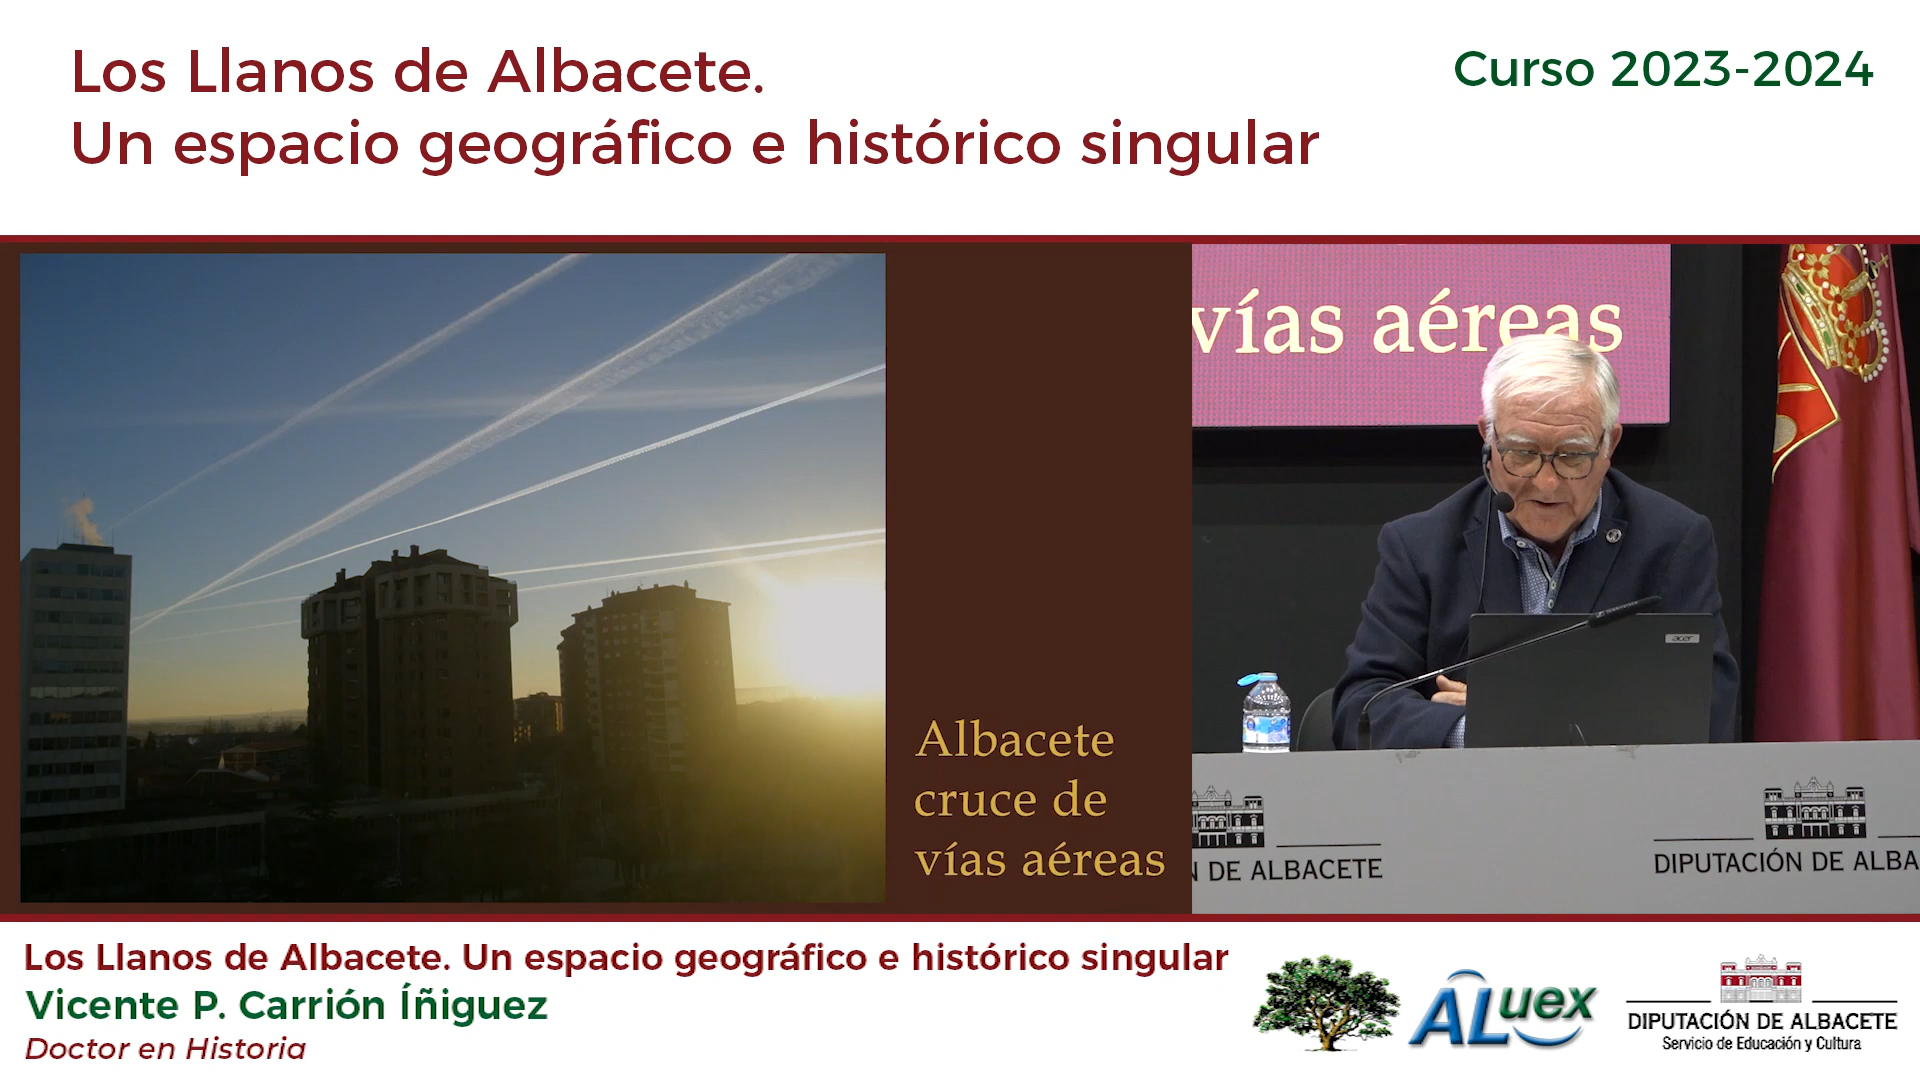 Los Llanos de Albacete.
Un espacio geográfico e histórico singular
Curso 2023-2024
Albacete
cruce de
vías aéreas
vías aéreas
acer
N DE ALBACETE
DIPUTACIÓN DE ALBA
Los Llanos de Albacete. Un espacio geográfico e histórico singular
Vicente P. Carrión Íñiguez
Doctor en Historia
ALuex
DIPUTACIÓN DE ALBACETE
Servicio de Educación y Cultura